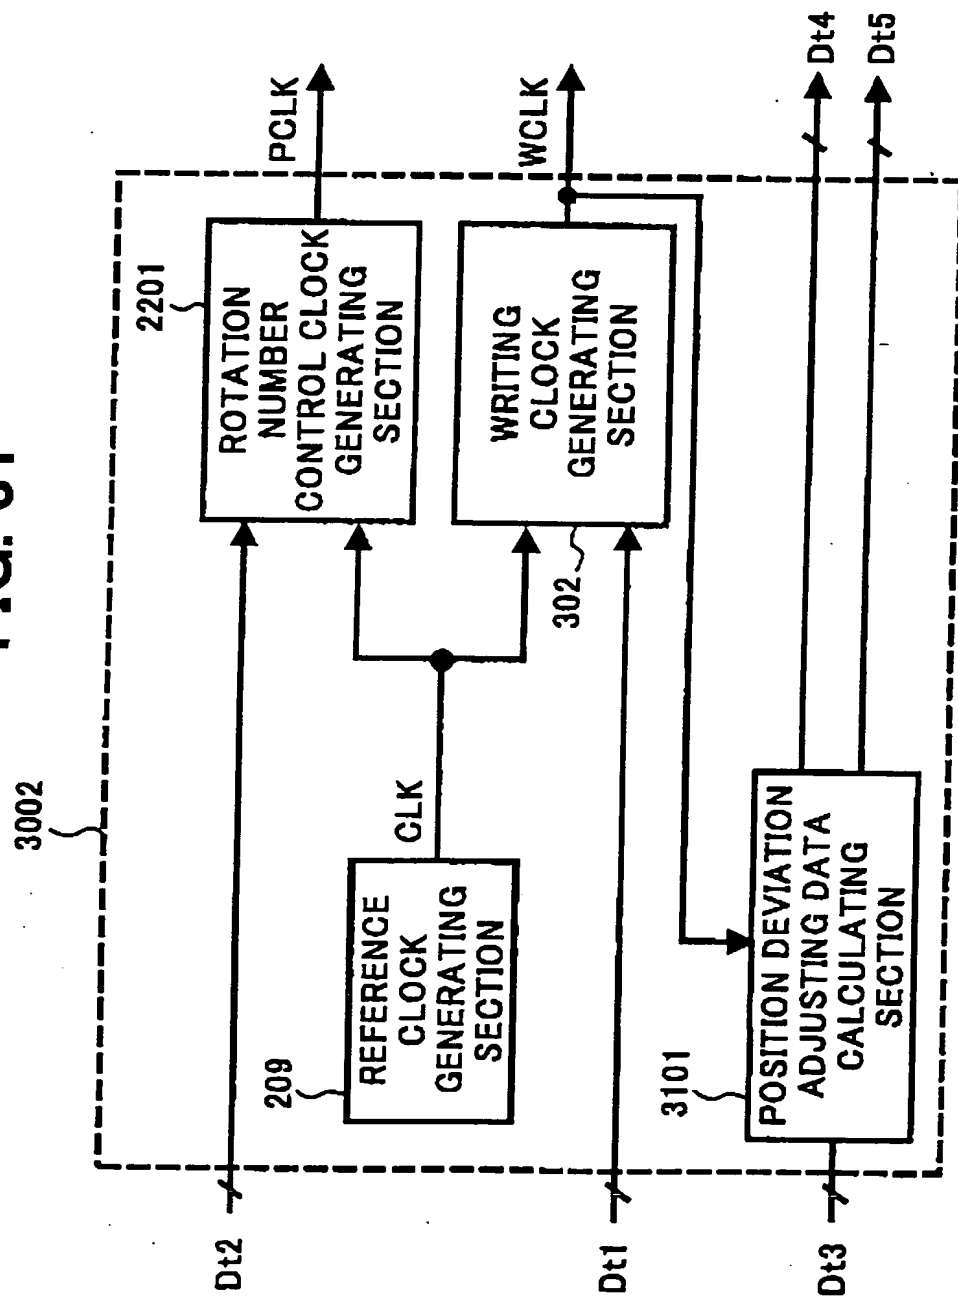 3002
2201
ROTATION
NUMBER
CONTROL CLOCK
GENERATING
SECTION
PCLK
Dt2
209
REFERENCE
CLOCK
GENERATING
SECTION
CLK
302
WRITING
CLOCK
GENERATING
SECTION
WCLK
Dt1
3101
POSITION DEVIATION
ADJUSTING DATA
CALCULATING
SECTION
Dt3
Dt4
Dt5